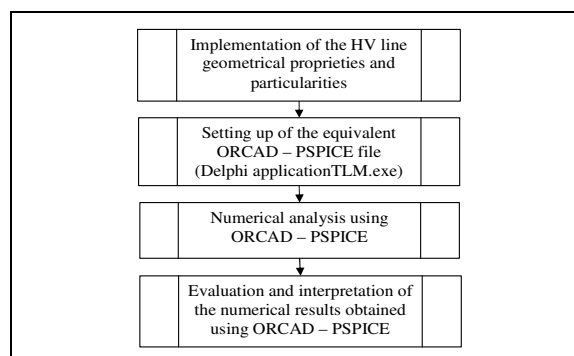 Implementation of the HV line
geometrical proprieties and
particularities
Setting up of the equivalent
ORCAD – PSPICE file
(Delphi applicationTLM.exe)
Numerical analysis using
ORCAD – PSPICE
Evaluation and interpretation of
the numerical results obtained
using ORCAD – PSPICE